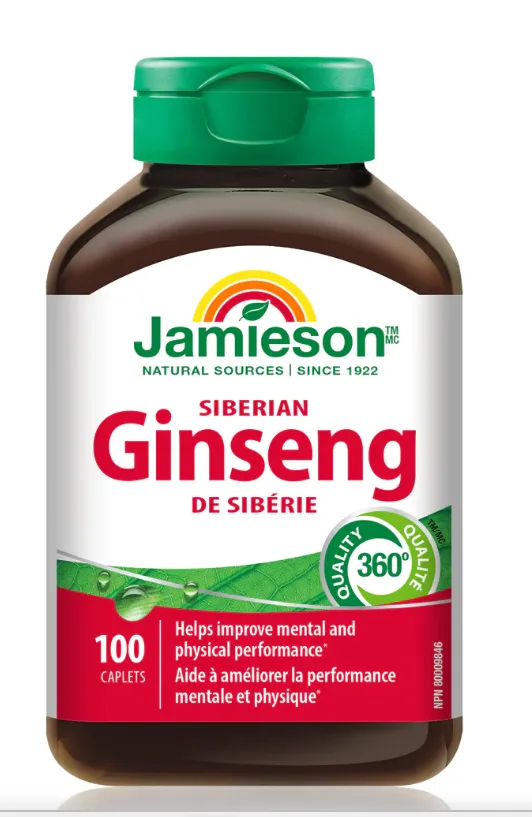 Jamieson TM MC
NATURAL SOURCES | SINCE 1922
SIBERIAN
Ginseng
DE SIBÉRIE
QUALITY 360° QUALITÉ TM/MC
100
CAPLETS
Helps improve mental and
physical performance*
Aide à améliorer la performance
mentale et physique*
NPN 80009846